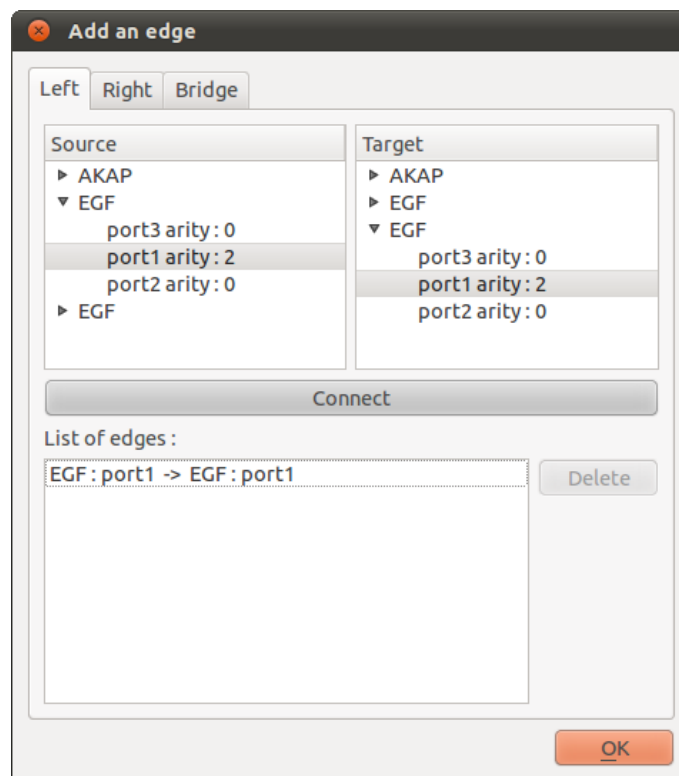 Add an edge
Left Right Bridge
Source
AKAP
EGF
port3 arity : 0
port1 arity : 2
port2 arity : 0
EGF
Target
AKAP
EGF
EGF
port3 arity : 0
port1 arity : 2
port2 arity : 0
Connect
List of edges :
EGF : port1 -> EGF : port1
Delete
OK